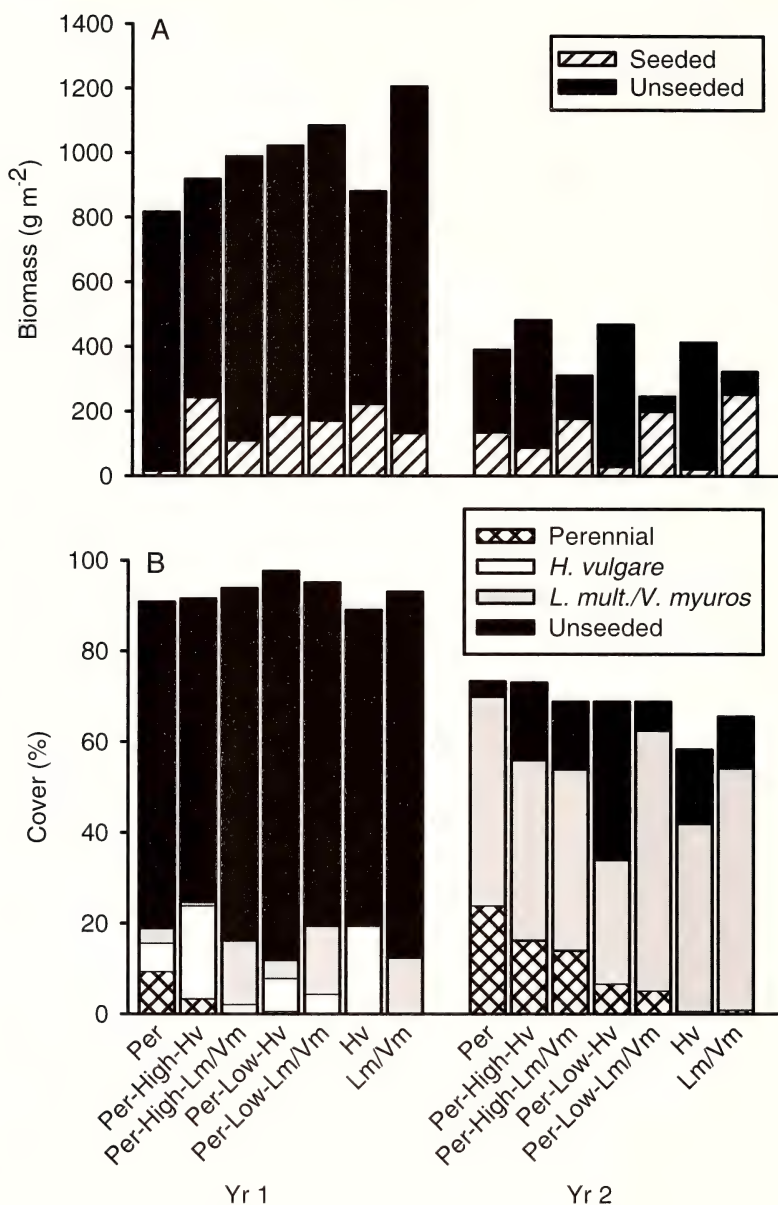 A
1400
1200
1000
800
600
400
200
0
Biomass (g m-2)
Seeded
Unseeded
B
100
80
60
40
20
0
Cover (%)
Perennial
H. vulgare
L. mult./V. myuros
Unseeded
Per
Per-High-Hv
Per-High-Lm/Vm
Per-Low-Hv
Per-Low-Lm/Vm
Hv
Lm/Vm
Per
Per-High-Hv
Per-High-Lm/Vm
Per-Low-Hv
Per-Low-Lm/Vm
Hv
Lm/Vm
Yr 1
Yr 2